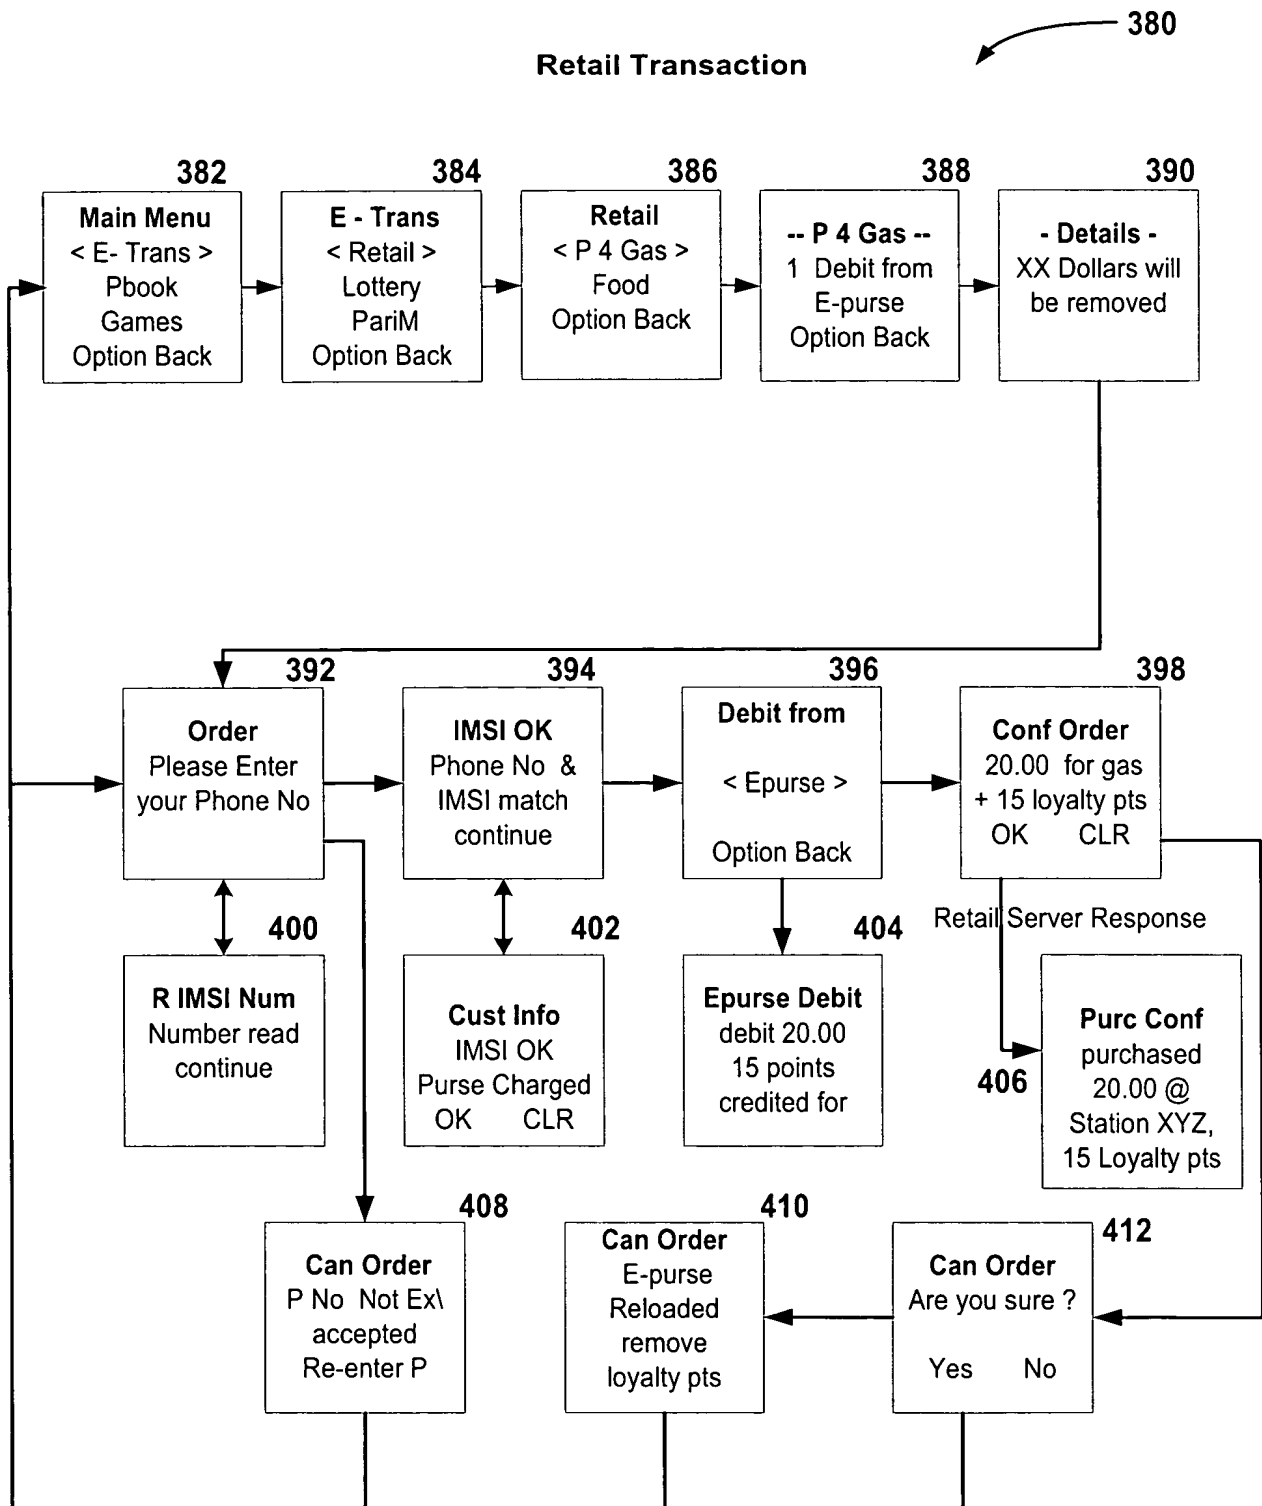 380
Retail Transaction
382
Main Menu
< E- Trans >
Pbook
Games
Option Back
384
E - Trans
< Retail >
Lottery
PariM
Option Back
386
Retail
< P 4 Gas >
Food
Option Back
388
-- P 4 Gas --
1 Debit from
E-purse
Option Back
390
- Details -
XX Dollars will
be removed
392
Order
Please Enter
your Phone No
394
IMSI OK
Phone No &
IMSI match
continue
396
Debit from
< Epurse >
Option Back
398
Conf Order
20.00 for gas
+ 15 loyalty pts
OK CLR
400
R IMSI Num
Number read
continue
402
Cust Info
IMSI OK
Purse Charged
OK CLR
404
Epurse Debit
debit 20.00
15 points
credited for
Retail Server Response
406
Purc Conf
purchased
20.00 @
Station XYZ,
15 Loyalty pts
408
Can Order
P No Not Ex\
accepted
Re-enter P
410
Can Order
E-purse
Reloaded
remove
loyalty pts
412
Can Order
Are you sure ?
Yes No